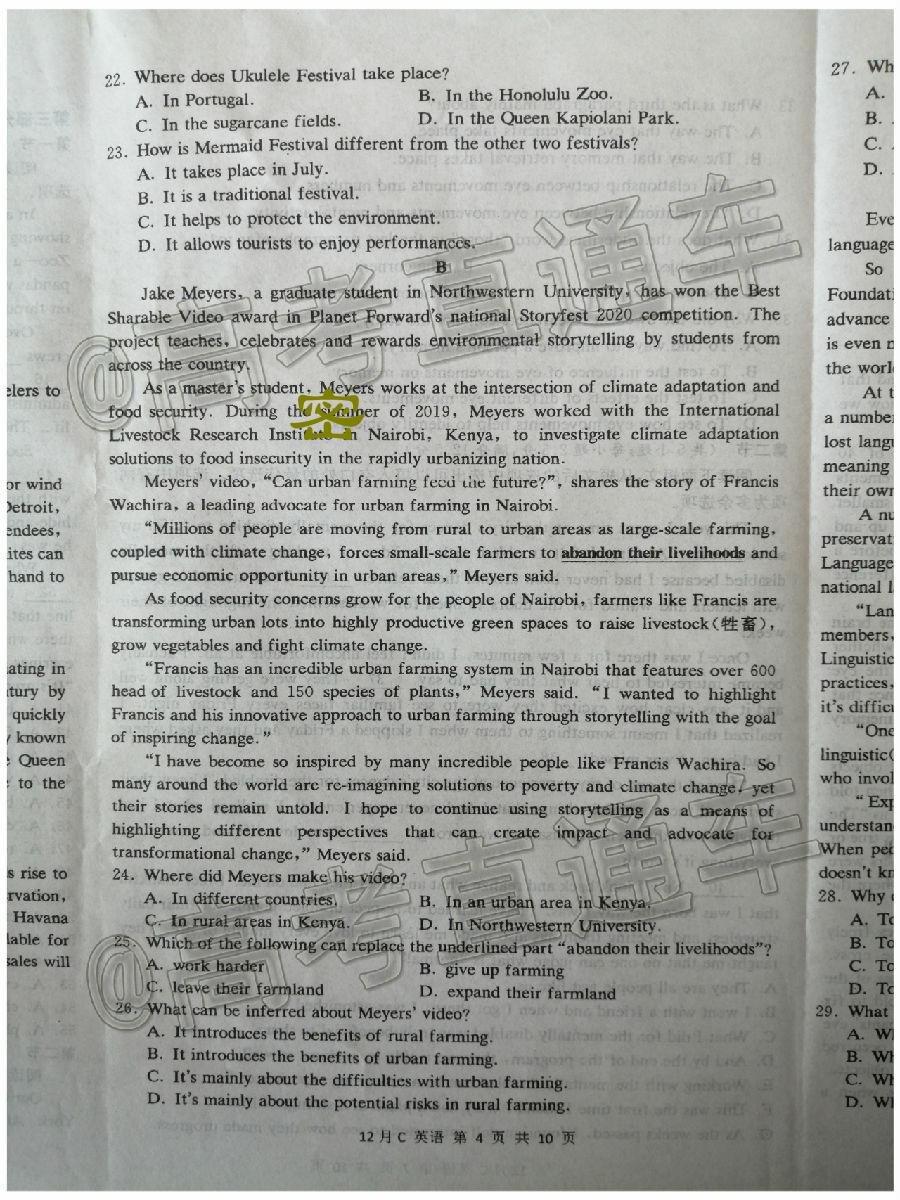 elers to
or wind
Detroit,
endees,
ites can
hand to
ating in
tury by
quickly
known
Queen
to the
s rise to
rvation,
Havana
lable for
sales will
22. Where does Ukulele Festival take place?
A. In Portugal. B. In the Honolulu Zoo.
C. In the sugarcane fields. D. In the Queen Kapiolani Park.
23. How is Mermaid Festival different from the other two festivals?
A. It takes place in July.
B. It is a traditional festival.
C. It helps to protect the environment.
D. It allows tourists to enjoy performances.
B
Jake Meyers, a graduate student in Northwestern University, has won the Best
Sharable Video award in Planet Forward's national Storyfest 2020 competition. The
project teaches, celebrates and rewards environmental storytelling by students from
across the country.
As a master's student, Meyers works at the intersection of climate adaptation and
food security. During the summer of 2019, Meyers worked with the International
Livestock Research Institute in Nairobi, Kenya, to investigate climate adaptation
solutions to food insecurity in the rapidly urbanizing nation.
Meyers' video, "Can urban farming feed the future?", shares the story of Francis
Wachira, a leading advocate for urban farming in Nairobi.
"Millions of people are moving from rural to urban areas as large-scale farming,
coupled with climate change, forces small-scale farmers to abandon their livelihoods and
pursue economic opportunity in urban areas," Meyers said.
As food security concerns grow for the people of Nairobi, farmers like Francis are
transforming urban lots into highly productive green spaces to raise livestock(牲畜),
grow vegetables and fight climate change.
"Francis has an incredible urban farming system in Nairobi that features over 600
head of livestock and 150 species of plants," Meyers said. "I wanted to highlight
Francis and his innovative approach to urban farming through storytelling with the goal
of inspiring change."
"I have become so inspired by many incredible people like Francis Wachira. So
many around the world are re-imagining solutions to poverty and climate change, yet
their stories remain untold. I hope to continue using storytelling as a means of
highlighting different perspectives that can create impact and advocate for
transformational change," Meyers said.
24. Where did Meyers make his video?
A. In different countries. B. In an urban area in Kenya.
C. In rural areas in Kenya. D. In Northwestern University.
25. Which of the following can replace the underlined part "abandon their livelihoods"?
A. work harder B. give up farming
C. leave their farmland D. expand their farmland
26. What can be inferred about Meyers' video?
A. It introduces the benefits of rural farming.
B. It introduces the benefits of urban farming.
C. It's mainly about the difficulties with urban farming.
D. It's mainly about the potential risks in rural farming.
12月C 英语 第 4 页 共 10 页
密
@高考直通车
@高考直通车
27. Wh
A.
B.
C.
D.
Eve
language
So
Foundati
advance
is even n
the worl
At t
a number
lost langu
meaning
their own
A nu
preservat
Language
national l
"Lan
members,
Linguistic
practices,
it's difficu
"One
linguistic(
who invol
"Exp
understan
When peo
doesn't kn
28. Why
A. To
B. To
C. To
D. To
29. What
A. Wh
B. Wh
C. Wh
D. W